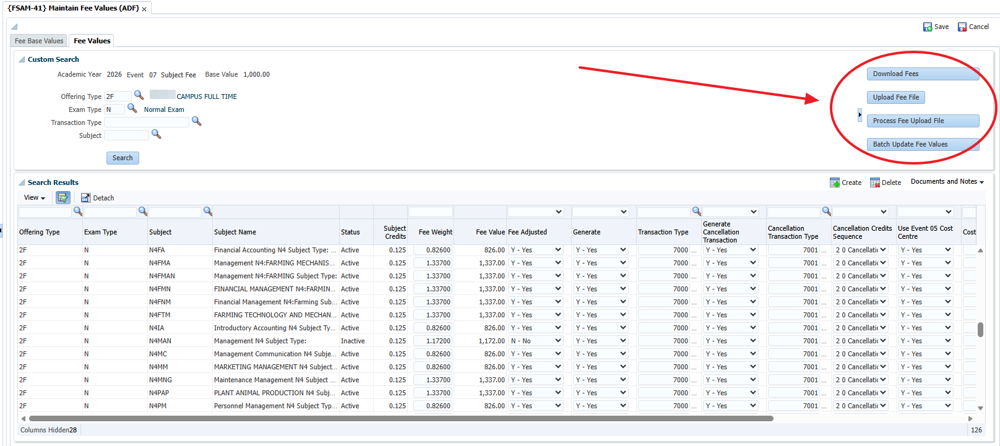 {FSAM-41} Maintain Fee Values (ADF) ×
Save Cancel
Fee Base Values Fee Values
Custom Search
Academic Year 2026 Event 07 Subject Fee Base Value 1,000.00
Download Fees
Offering Type 2F CAMPUS FULL TIME
Upload Fee File
Exam Type N Normal Exam
Transaction Type
Process Fee Upload File
Subject
Batch Update Fee Values
Search
Search Results
Create Delete Documents and Notes
View Detach
Offering Type Exam Type Subject Subject Name Status Subject Credits Fee Weight Fee Value Fee Adjusted Generate Transaction Type Generate Cancellation Transaction Cancellation Transaction Type Cancellation Credits Sequence Use Event 05 Cost Centre Cost
2F N N4FA Financial Accounting N4 Subject Type: ... Active 0.125 0.82600 826.00 Y - Yes Y - Yes 7000 ... Y - Yes 7001 ... 2 0 Cancellatic Y - Yes
2F N N4FMA Management N4:FARMING MECHANIS... Active 0.125 1.33700 1,337.00 Y - Yes Y - Yes 7000 ... Y - Yes 7001 ... 2 0 Cancellatic Y - Yes
2F N N4FMAN Management N4:FARMING Subject Type: Active 0.125 1.33700 1,337.00 Y - Yes Y - Yes 7000 ... Y - Yes 7001 ... 2 0 Cancellatic Y - Yes
2F N N4FMN FINANCIAL MANAGEMENT N4:FARMIN... Active 0.125 1.33700 1,337.00 Y - Yes Y - Yes 7000 ... Y - Yes 7001 ... 2 0 Cancellatic Y - Yes
2F N N4FNM Financial Management N4:Farming Sub... Active 0.125 1.33700 1,337.00 Y - Yes Y - Yes 7000 ... Y - Yes 7001 ... 2 0 Cancellatic Y - Yes
2F N N4FTM FARMING TECHNOLOGY AND MECHAN... Active 0.125 1.33700 1,337.00 Y - Yes Y - Yes 7000 ... Y - Yes 7001 ... 2 0 Cancellatic Y - Yes
2F N N4IA Introductory Accounting N4 Subject Ty... Active 0.125 0.82600 826.00 Y - Yes Y - Yes 7000 ... Y - Yes 7001 ... 2 0 Cancellatic Y - Yes
2F N N4MAN Management N4 Subject Type: Inactive 0.125 1.17200 1,172.00 N - No Y - Yes 7000 ... Y - Yes 7001 ... 2 0 Cancellatic Y - Yes
2F N N4MC Management Communication N4 Subje... Active 0.125 0.82600 826.00 Y - Yes Y - Yes 7000 ... Y - Yes 7001 ... 2 0 Cancellatic Y - Yes
2F N N4MM MARKETING MANAGEMENT N4 Subject... Active 0.125 0.82600 826.00 Y - Yes Y - Yes 7000 ... Y - Yes 7001 ... 2 0 Cancellatic Y - Yes
2F N N4MNG Maintenance Management N4 Subject ... Active 0.125 1.33700 1,337.00 Y - Yes Y - Yes 7000 ... Y - Yes 7001 ... 2 0 Cancellatic Y - Yes
2F N N4PAP PLANT ANIMAL PRODUCTION N4 Subj... Active 0.125 1.33700 1,337.00 Y - Yes Y - Yes 7000 ... Y - Yes 7001 ... 2 0 Cancellatic Y - Yes
2F N N4PM Personnel Management N4 Subject Typ... Active 0.125 0.82600 826.00 Y - Yes Y - Yes 7000 ... Y - Yes 7001 ... 2 0 Cancellatic Y - Yes
Columns Hidden28 126